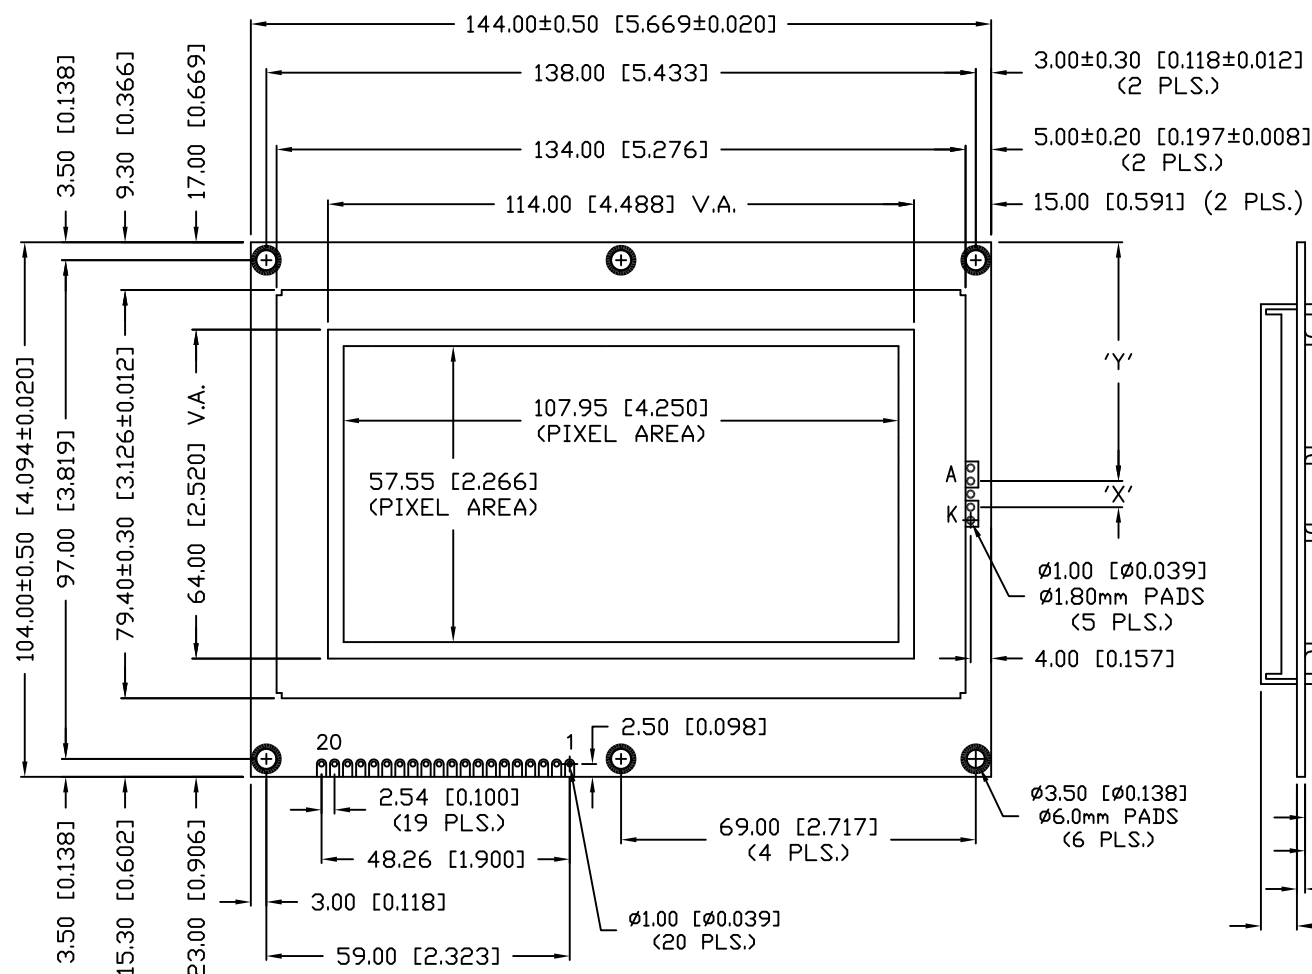 144.00±0.50 [5.669±0.020]
138.00 [5.433]
3.00±0.30 [0.118±0.012]
(2 PLS.)
134.00 [5.276]
5.00±0.20 [0.197±0.008]
(2 PLS.)
114.00 [4.488] V.A.
15.00 [0.591] (2 PLS.)
3.50 [0.138]
9.30 [0.366]
17.00 [0.669]
104.00±0.50 [4.094±0.020]
97.00 [3.819]
79.40±0.30 [3.126±0.012]
64.00 [2.520] V.A.
107.95 [4.250]
(PIXEL AREA)
57.55 [2.266]
(PIXEL AREA)
'Y'
A
'X'
K
Ø1.00 [Ø0.039]
Ø1.80mm PADS
(5 PLS.)
4.00 [0.157]
2.50 [0.098]
20
1
2.54 [0.100]
(19 PLS.)
48.26 [1.900]
69.00 [2.717]
(4 PLS.)
Ø3.50 [Ø0.138]
Ø6.0mm PADS
(6 PLS.)
3.00 [0.118]
Ø1.00 [Ø0.039]
(20 PLS.)
59.00 [2.323]
3.50 [0.138]
15.30 [0.602]
23.00 [0.906]